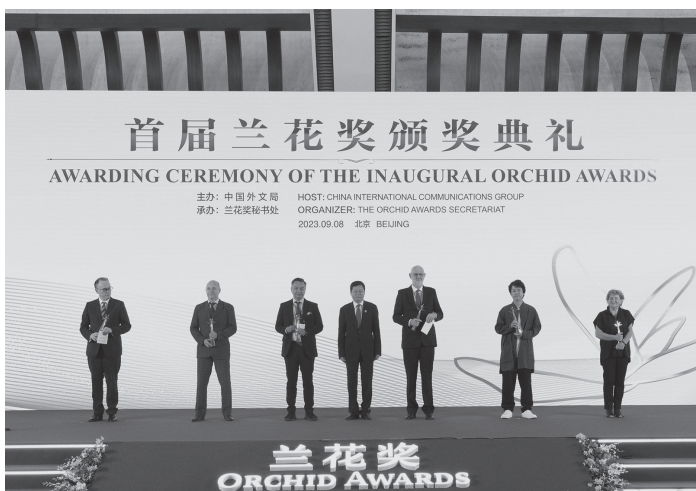 首届兰花奖颁奖典礼
AWARDING CEREMONY OF THE INAUGURAL ORCHID AWARDS
主办：中国外文局 HOST: CHINA INTERNATIONAL COMMUNICATIONS GROUP
承办：兰花奖秘书处 ORGANIZER: THE ORCHID AWARDS SECRETARIAT
2023.09.08 北京 BEIJING
兰花奖
ORCHID AWARDS